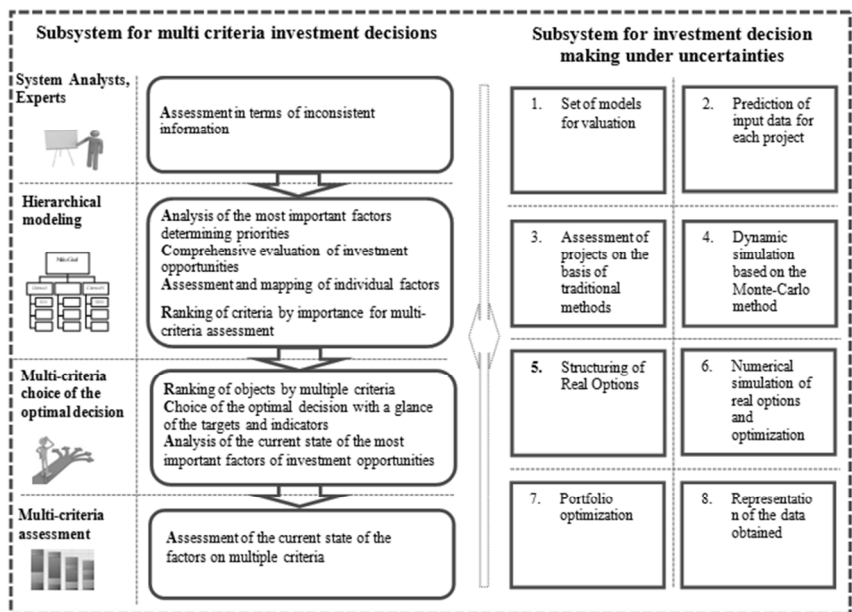 Subsystem for multi criteria investment decisions
System Analysts,
Experts
Assessment in terms of inconsistent
information
Hierarchical
modeling
Analysis of the most important factors
determining priorities
Comprehensive evaluation of investment
opportunities
Assessment and mapping of individual factors
Ranking of criteria by importance for multi-
criteria assessment
Multi-criteria
choice of the
optimal decision
Ranking of objects by multiple criteria
Choice of the optimal decision with a glance
of the targets and indicators
Analysis of the current state of the most
important factors of investment opportunities
Multi-criteria
assessment
Assessment of the current state of the
factors on multiple criteria
Subsystem for investment decision
making under uncertainties
1. Set of models
for valuation
2. Prediction of
input data for
each project
3. Assessment of
projects on the
basis of
traditional
methods
4. Dynamic
simulation
based on the
Monte-Carlo
method
5. Structuring of
Real Options
6. Numerical
simulation of
real options
and
optimization
7. Portfolio
optimization
8. Representatio
n of the data
obtained